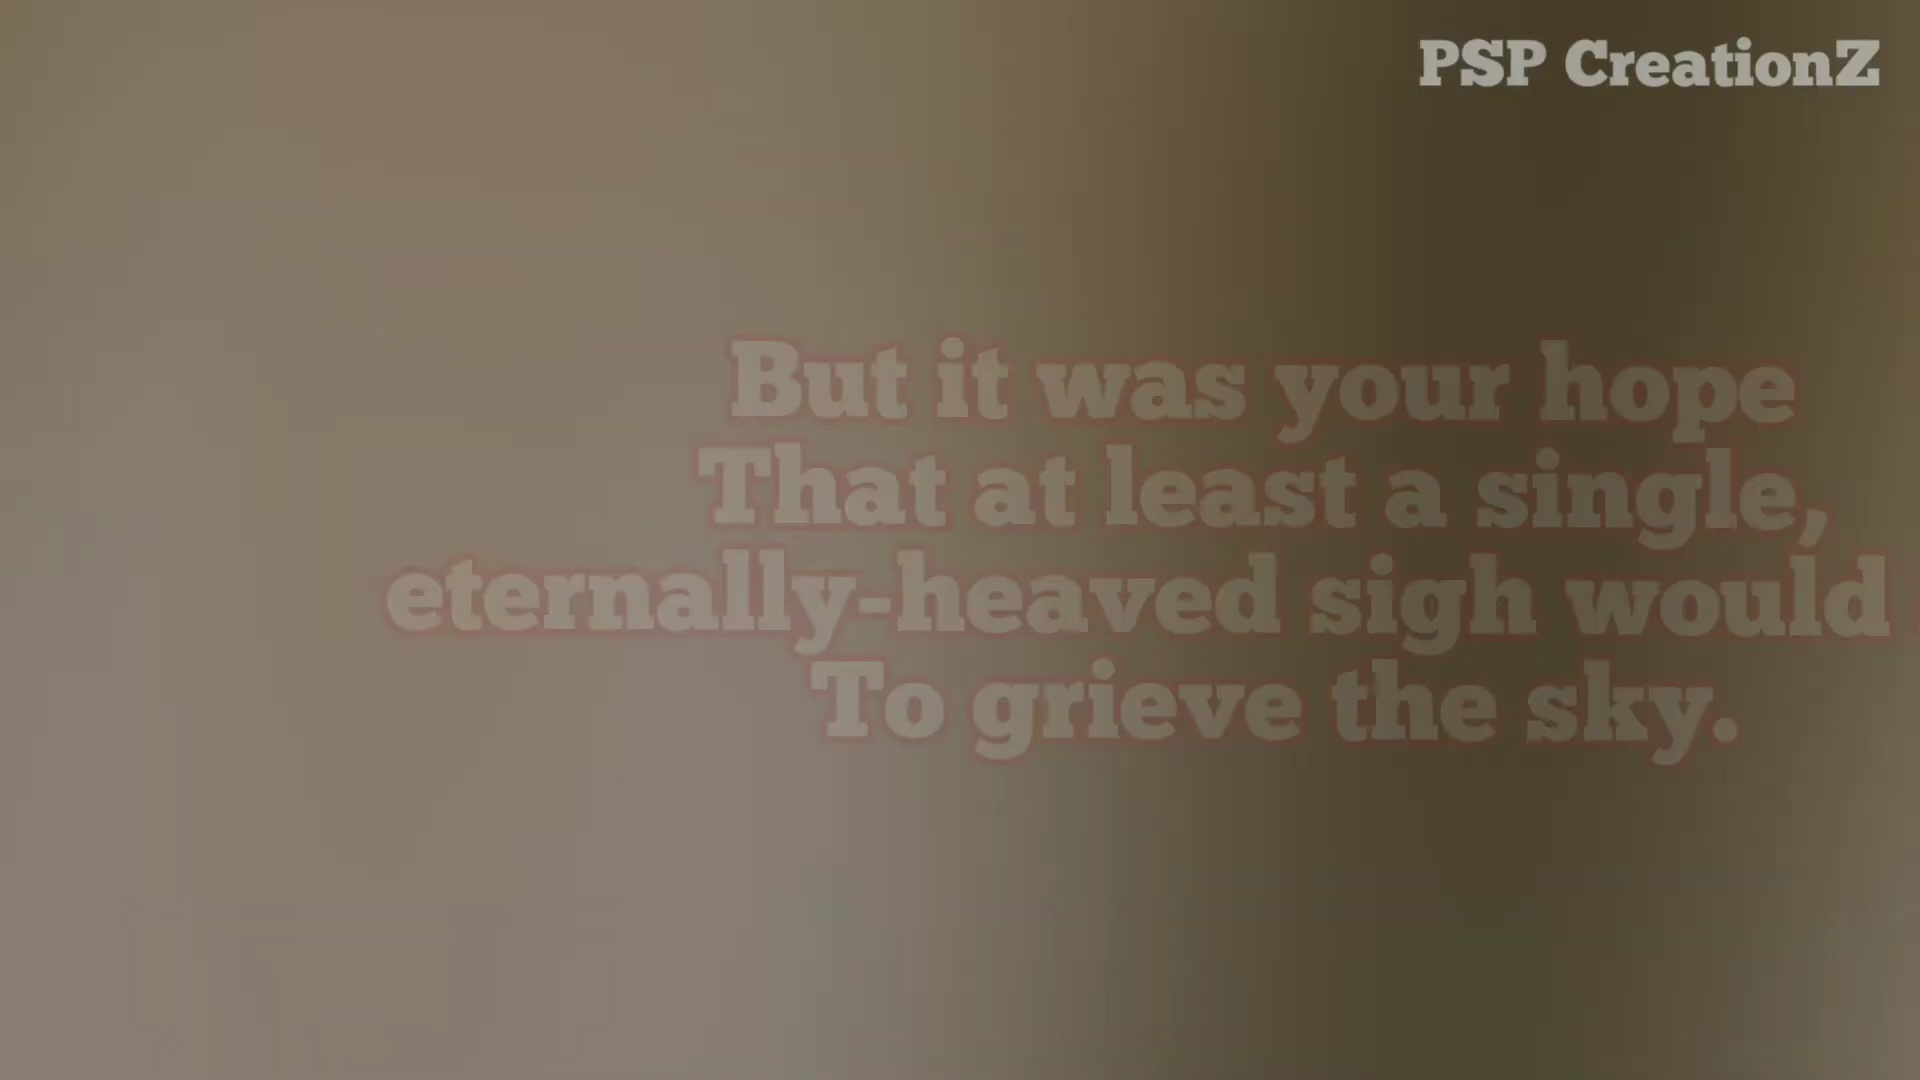 PSP CreationZ
But it was your hope
That at least a single,
eternally-heaved sigh would
To grieve the sky.